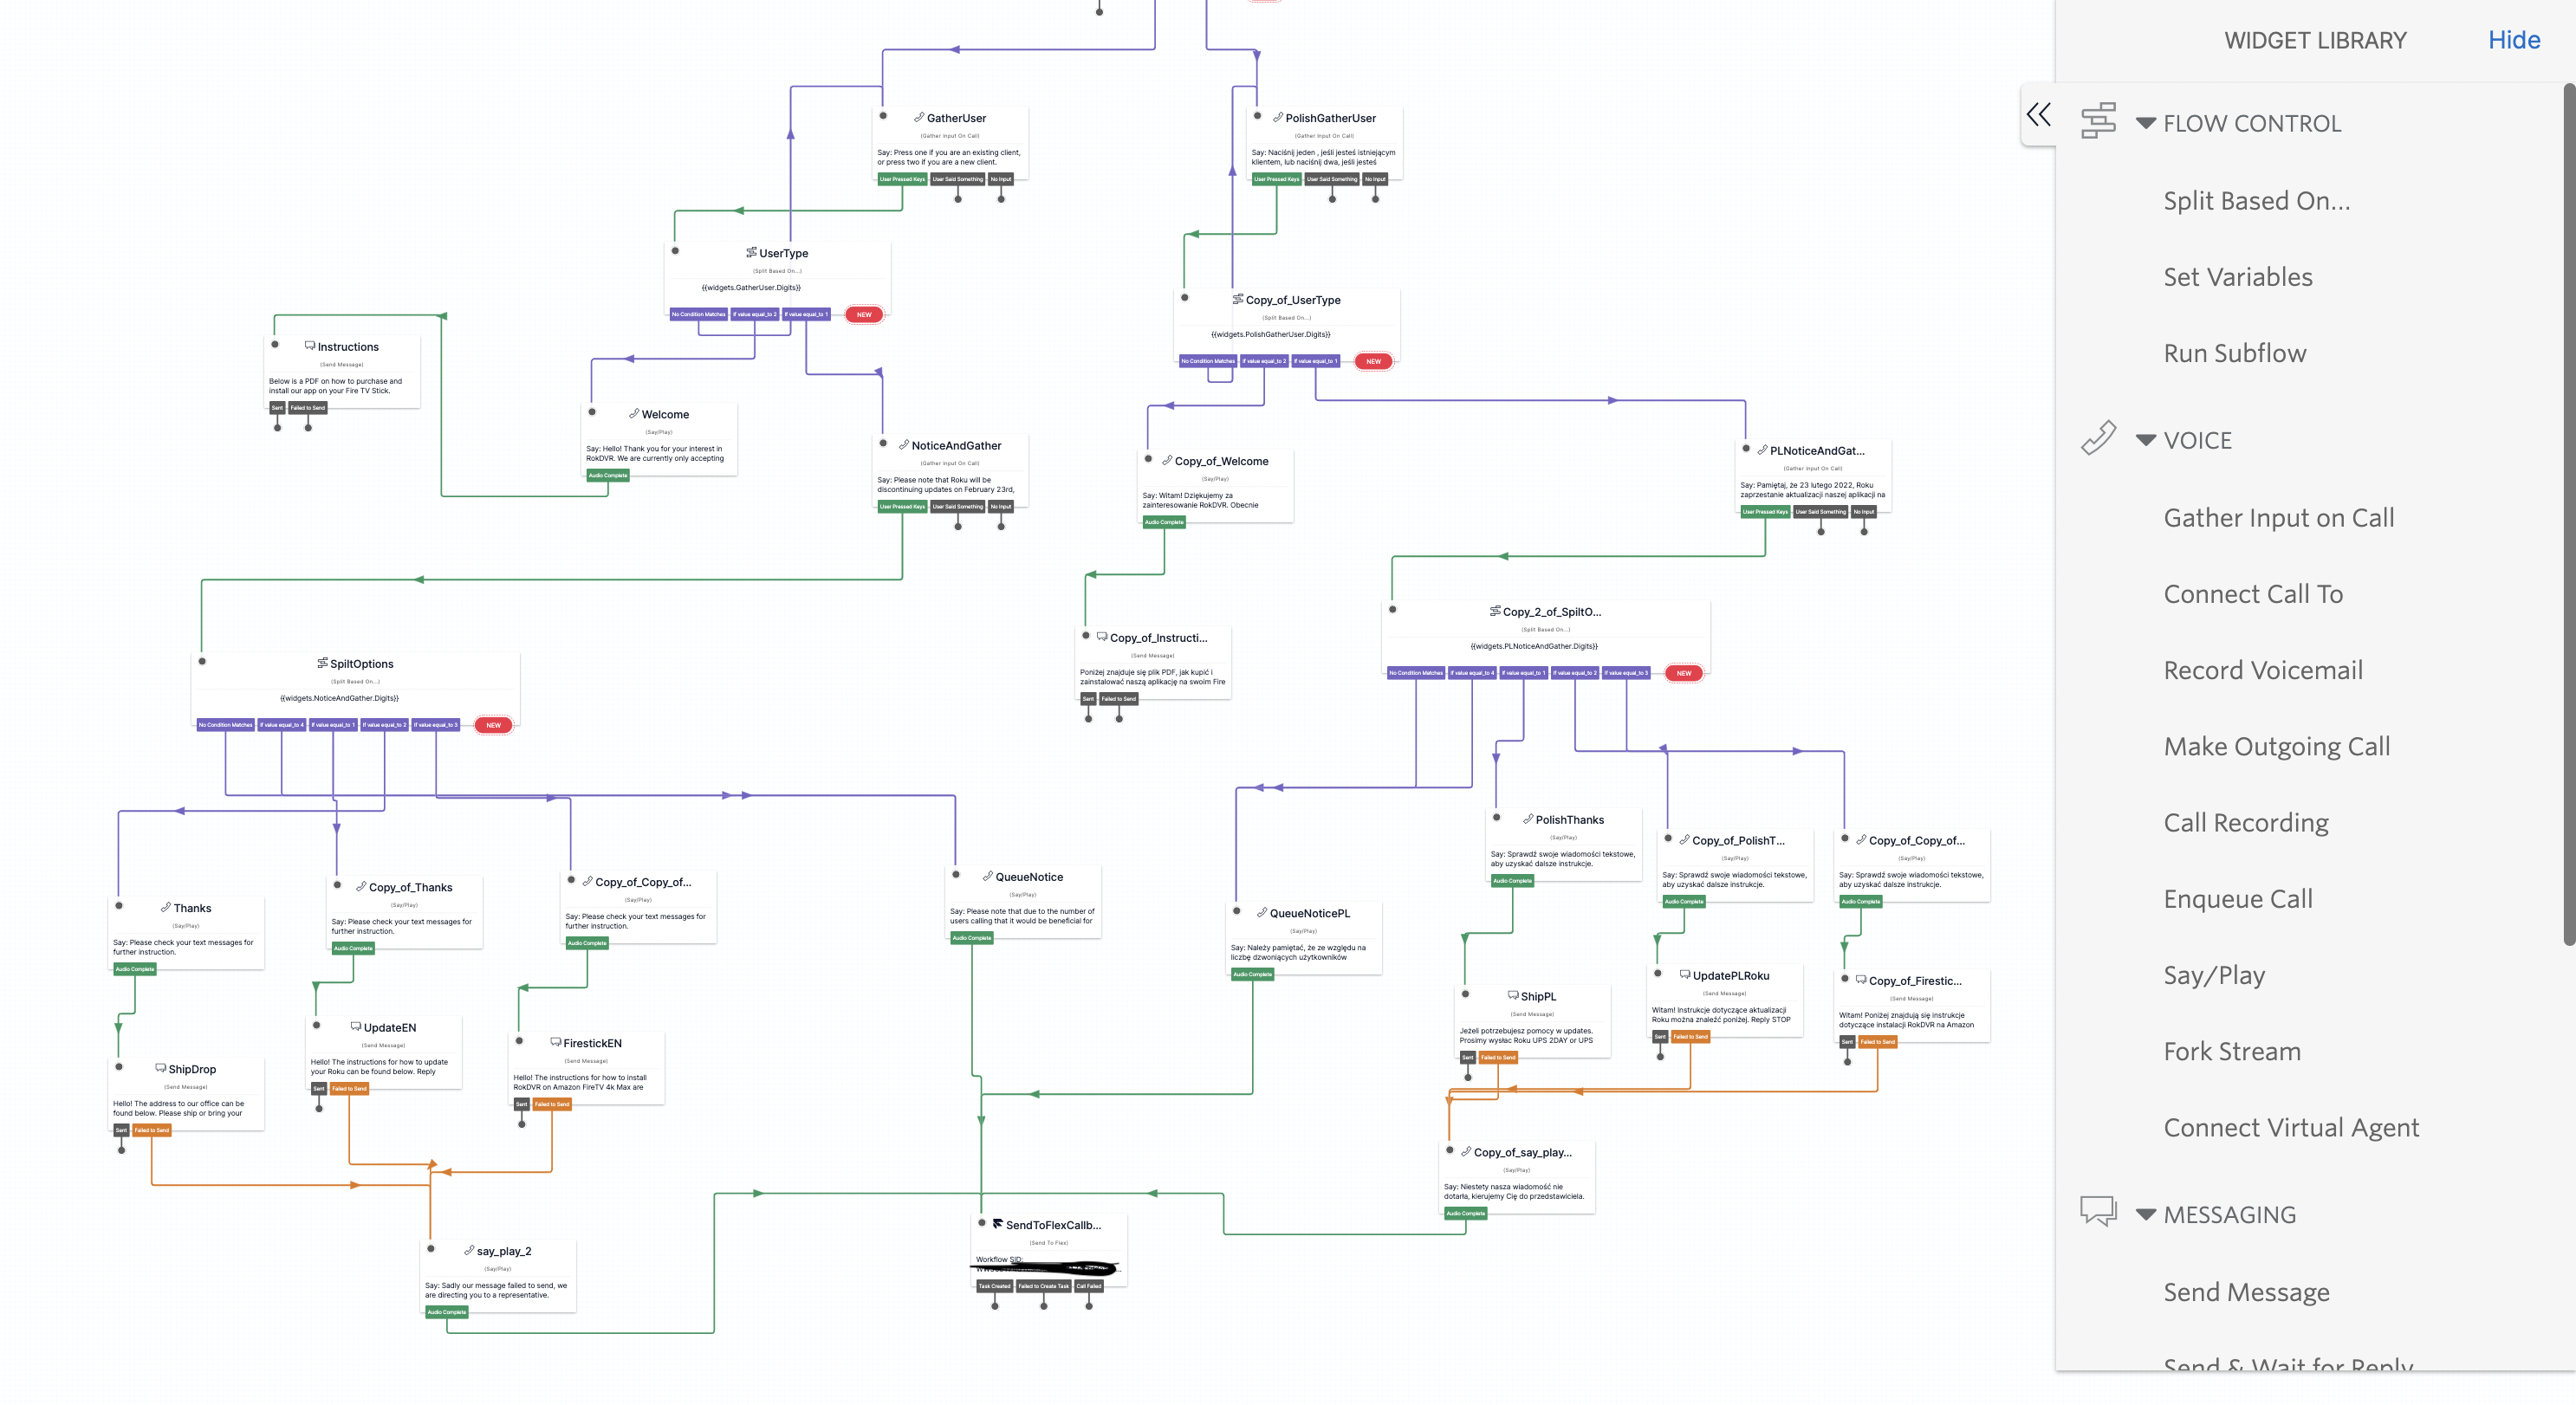 GatherUser
(Gather Input On Call)
Say: Press one if you are an existing client,
or press two if you are a new client.
User Pressed Keys
User Said Something
No Input
PolishGatherUser
(Gather Input On Call)
Say: Naciśnij jeden , jeśli jesteś istniejącym
klientem, lub naciśnij dwa, jeśli jesteś
User Pressed Keys
User Said Something
No Input
UserType
(Split Based On...)
{{widgets.GatherUser.Digits}}
No Condition Matches
If value equal_to 2
If value equal_to 1
NEW
Copy_of_UserType
(Split Based On...)
{{widgets.PolishGatherUser.Digits}}
No Condition Matches
If value equal_to 2
If value equal_to 1
NEW
Instructions
(Send Message)
Below is a PDF on how to purchase and
install our app on your Fire TV Stick.
Sent
Failed to Send
Welcome
(Say/Play)
Say: Hello! Thank you for your interest in
RokDVR. We are currently only accepting
Audio Complete
NoticeAndGather
(Gather Input On Call)
Say: Please note that Roku will be
discontinuing updates on February 23rd,
User Pressed Keys
User Said Something
No Input
Copy_of_Welcome
(Say/Play)
Say: Witam! Dziękujemy za
zainteresowanie RokDVR. Obecnie
Audio Complete
PLNoticeAndGat...
(Gather Input On Call)
Say: Pamiętaj, że 23 lutego 2022, Roku
zaprzestanie aktualizacji naszej aplikacji na
User Pressed Keys
User Said Something
No Input
Copy_of_Instructi...
(Send Message)
Poniżej znajduje się plik PDF, jak kupić i
zainstalować naszą aplikację na swoim Fire
Sent
Failed to Send
Copy_2_of_SpiltO...
(Split Based On...)
{{widgets.PLNoticeAndGather.Digits}}
No Condition Matches
If value equal_to 4
If value equal_to 1
If value equal_to 2
If value equal_to 3
NEW
SpiltOptions
(Split Based On...)
{{widgets.NoticeAndGather.Digits}}
No Condition Matches
If value equal_to 4
If value equal_to 1
If value equal_to 2
If value equal_to 3
NEW
Thanks
(Say/Play)
Say: Please check your text messages for
further instruction.
Audio Complete
Copy_of_Thanks
(Say/Play)
Say: Please check your text messages for
further instruction.
Audio Complete
Copy_of_Copy_of...
(Say/Play)
Say: Please check your text messages for
further instruction.
Audio Complete
QueueNotice
(Say/Play)
Say: Please note that due to the number of
users calling that it would be beneficial for
Audio Complete
QueueNoticePL
(Say/Play)
Say: Należy pamiętać, że ze względu na
liczbę dzwoniących użytkowników
Audio Complete
PolishThanks
(Say/Play)
Say: Sprawdź swoje wiadomości tekstowe,
aby uzyskać dalsze instrukcje.
Audio Complete
Copy_of_PolishT...
(Say/Play)
Say: Sprawdź swoje wiadomości tekstowe,
aby uzyskać dalsze instrukcje.
Audio Complete
Copy_of_Copy_of...
(Say/Play)
Say: Sprawdź swoje wiadomości tekstowe,
aby uzyskać dalsze instrukcje.
Audio Complete
ShipDrop
(Send Message)
Hello! The address to our office can be
found below. Please ship or bring your
Sent
Failed to Send
UpdateEN
(Send Message)
Hello! The instructions for how to update
your Roku can be found below. Reply
Sent
Failed to Send
FirestickEN
(Send Message)
Hello! The instructions for how to install
RokDVR on Amazon FireTV 4k Max are
Sent
Failed to Send
ShipPL
(Send Message)
Jeżeli potrzebujesz pomocy w updates.
Prosimy wysłac Roku UPS 2DAY or UPS
Sent
Failed to Send
UpdatePLRoku
(Send Message)
Witam! Instrukcje dotyczące aktualizacji
Roku można znaleźć poniżej. Reply STOP
Sent
Failed to Send
Copy_of_Firestic...
(Send Message)
Witam! Poniżej znajdują się instrukcje
dotyczące instalacji RokDVR na Amazon
Sent
Failed to Send
Copy_of_say_play...
(Say/Play)
Say: Niestety nasza wiadomość nie
dotarła, kierujemy Cię do przedstawiciela.
Audio Complete
say_play_2
(Say/Play)
Say: Sadly our message failed to send, we
are directing you to a representative.
Audio Complete
SendToFlexCallb...
(Send To Flex)
Workflow SID:
Task Created
Failed to Create Task
Call Failed
WIDGET LIBRARY
Hide
FLOW CONTROL
Split Based On...
Set Variables
Run Subflow
VOICE
Gather Input on Call
Connect Call To
Record Voicemail
Make Outgoing Call
Call Recording
Enqueue Call
Say/Play
Fork Stream
Connect Virtual Agent
MESSAGING
Send Message
Send & Wait for Reply